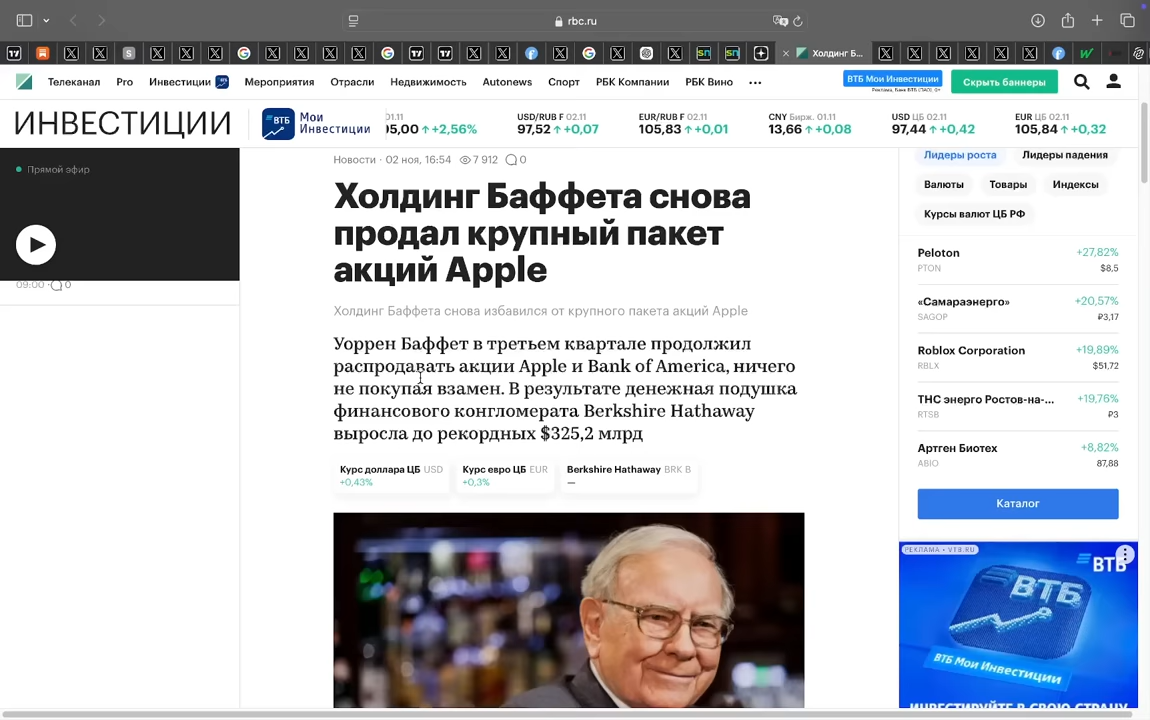 rbc.ru
Холдинг Б...
Телеканал Pro Инвестиции Мероприятия Отрасли Недвижимость Autonews Спорт РБК Компании РБК Вино
ВТБ Мои Инвестиции
Скрыть баннеры
ИНВЕСТИЦИИ
ВТБ Мои Инвестиции
01.11
95,00 +2,56%
USD/RUB F 02.11
97,52 +0,07
EUR/RUB F 02.11
105,83 +0,01
CNY Бирж. 01.11
13,66 +0,08
USD ЦБ 02.11
97,44 +0,42
EUR ЦБ 02.11
105,84 +0,32
Прямой эфир
09:00 0
Новости · 02 ноя, 16:54 7 912 0
Холдинг Баффета снова
продал крупный пакет
акций Apple
Холдинг Баффета снова избавился от крупного пакета акций Apple
Уоррен Баффет в третьем квартале продолжил
распродавать акции Apple и Bank of America, ничего
не покупая взамен. В результате денежная подушка
финансового конгломерата Berkshire Hathaway
выросла до рекордных $325,2 млрд
Курс доллара ЦБ USD
+0,43%
Курс евро ЦБ EUR
+0,3%
Berkshire Hathaway BRK B
—
Лидеры роста Лидеры падения
Валюты Товары Индексы
Курсы валют ЦБ РФ
Peloton +27,82%
PTON $8,5
«Самараэнерго» +20,57%
SAGOP ₽3,17
Roblox Corporation +19,89%
RBLX $51,72
ТНС энерго Ростов-на-... +19,76%
RTSB ₽3
Артген Биотех +8,82%
ABIO 87,88
Каталог
РЕКЛАМА • VTB.RU
ВТБ
ВТБ
ВТБ Мои Инвестиции
ИНВЕСТИРУЙТЕ В СВОЮ СТРАНУ